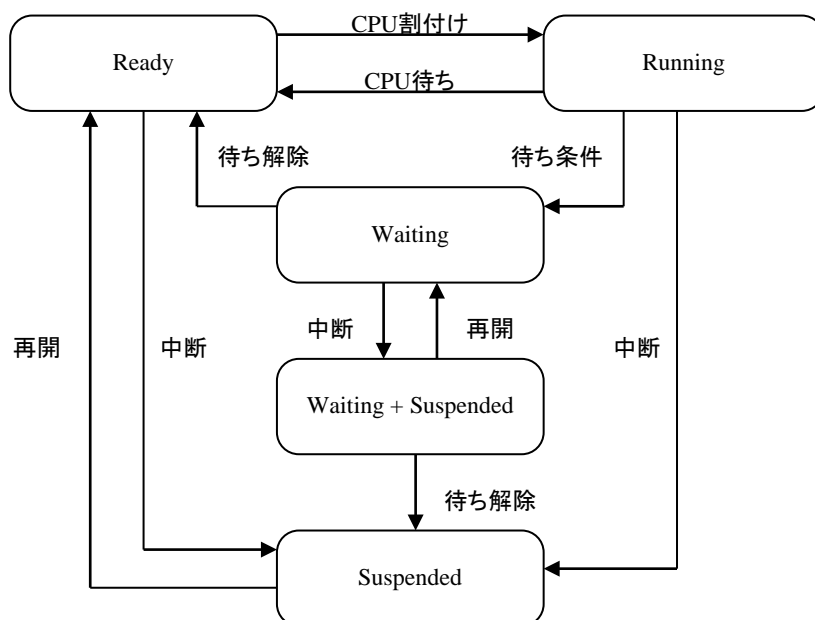 CPU割付け
Ready
Running
CPU待ち
待ち解除
待ち条件
Waiting
中断
再開
再開
中断
中断
Waiting + Suspended
待ち解除
Suspended